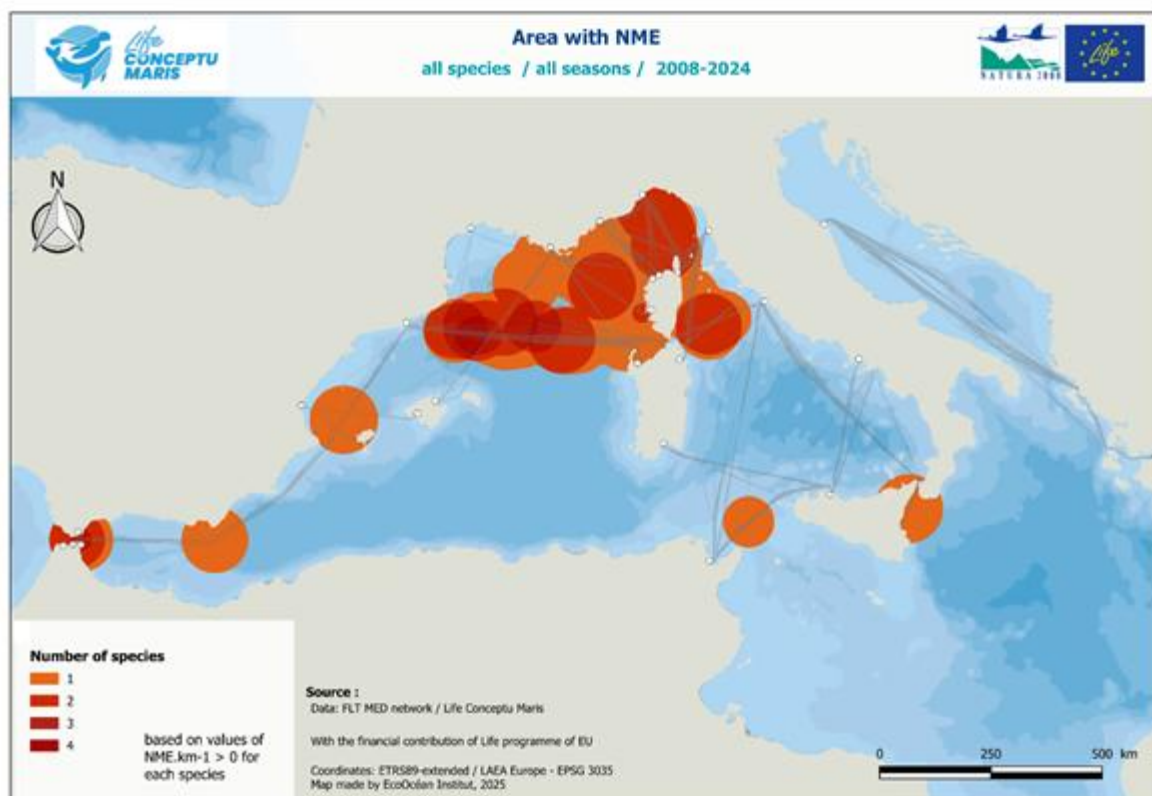 Life
CONCEPTU
MARIS
Area with NME
all species / all seasons / 2008-2024
NATURA 2000
Life
N
Number of species
1
2
3
4
based on values of
NME.km-1 > 0 for
each species
Source :
Data: FLT MED network / Life Conceptu Maris
With the financial contribution of Life programme of EU
Coordinates: ETRS89-extended / LAEA Europe - EPSG 3035
Map made by EcoOcéan Institut, 2025
0 250 500 km